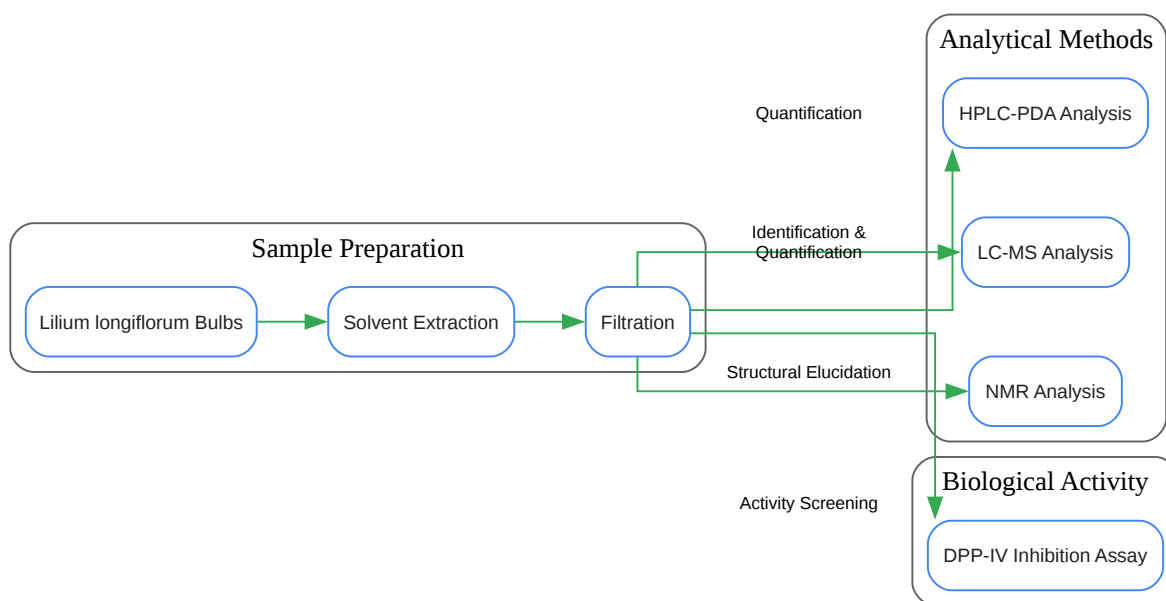 Analytical Methods
Quantification
HPLC-PDA Analysis
Sample Preparation
Identification &
Quantification
LC-MS Analysis
Lilium longiflorum Bulbs
Solvent Extraction
Filtration
Structural Elucidation
NMR Analysis
Biological Activity
Activity Screening
DPP-IV Inhibition Assay